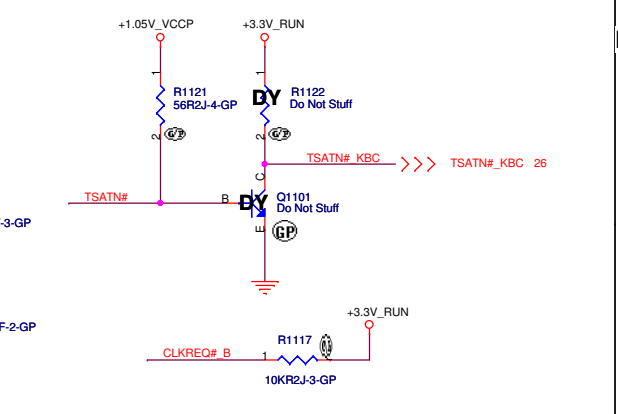 +1.05V_VCCP
+3.3V_RUN
1
1
R1121
56R2J-4-GP
DY
R1122
Do Not Stuff
2
G/P
2
G/P
TSATN#_KBC
TSATN#_KBC 26
C
TSATN#
B
DY
Q1101
Do Not Stuff
-3-GP
E
GP
+3.3V_RUN
F-2-GP
R1117
CLKREQ#_B
1
10KR2J-3-GP